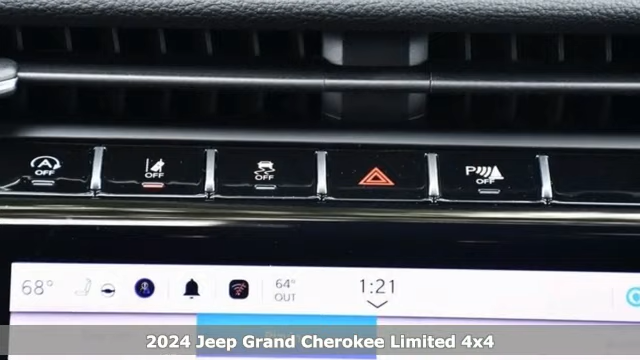 A OFF
OFF
OFF
P OFF
68°
64° OUT
1:21
2024 Jeep Grand Cherokee Limited 4x4